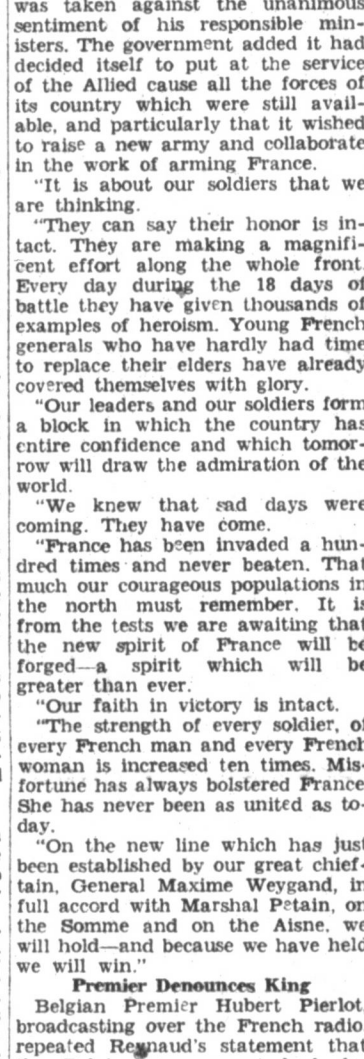 was taken against the unanimous
sentiment of his responsible min-
isters. The government added it had
decided itself to put at the service
of the Allied cause all the forces of
its country which were still avail-
able, and particularly that it wished
to raise a new army and collaborate
in the work of arming France.
"It is about our soldiers that we
are thinking.
"They can say their honor is in-
tact. They are making a magnifi-
cent effort along the whole front.
Every day during the 18 days of
battle they have given thousands of
examples of heroism. Young French
generals who have hardly had time
to replace their elders have already
covered themselves with glory.
"Our leaders and our soldiers form
a block in which the country has
entire confidence and which tomor-
row will draw the admiration of the
world.
"We knew that sad days were
coming. They have come.
"France has been invaded a hun-
dred times and never beaten. That
much our courageous populations in
the north must remember. It is
from the tests we are awaiting that
the new spirit of France will be
forged—a spirit which will be
greater than ever.
"Our faith in victory is intact.
"The strength of every soldier, of
every French man and every French
woman is increased ten times. Mis-
fortune has always bolstered France.
She has never been as united as to-
day.
"On the new line which has just
been established by our great chief-
tain, General Maxime Weygand, in
full accord with Marshal Petain, on
the Somme and on the Aisne, we
will hold—and because we have held
we will win."
Premier Denounces King
Belgian Premier Hubert Pierlot,
broadcasting over the French radio,
repeated Reynaud's statement that